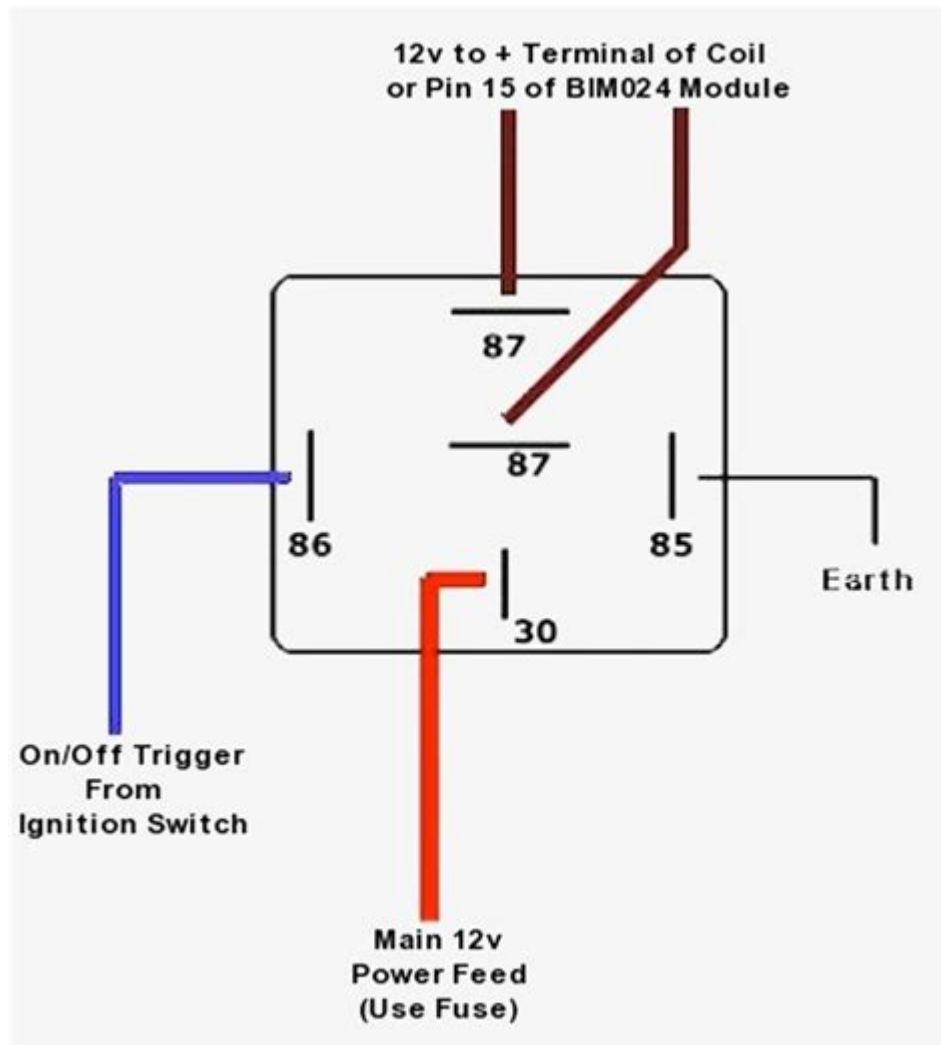 12v to + Terminal of Coil
or Pin 15 of BIM024 Module
87
87
86
85
Earth
30
On/Off Trigger
From
Ignition Switch
Main 12v
Power Feed
(Use Fuse)